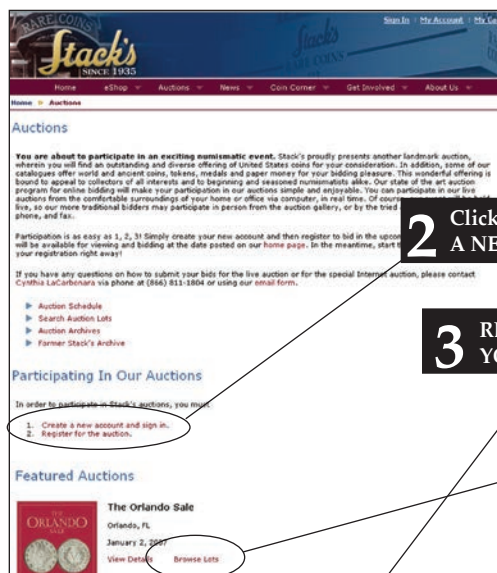 RARE COINS
Stack's
SINCE 1935
Sign In | My Account |
Home eShop Auctions News Coin Corner Get Involved About Us
Home Auctions
Auctions
You are about to participate in an exciting numismatic event. Stack's proudly presents another landmark auction,
wherein you will find an outstanding and diverse offering of United States coins for your consideration. In addition, some of our
catalogues offer world and ancient coins, tokens, medals and paper money for your bidding pleasure. This wonderful offering is
bound to appeal to collectors of all interests and to beginning and seasoned numismatists alike. Our state of the art auction
program for online bidding will make your participation in our auctions simple and enjoyable. You can participate in our live
auctions from the comfortable surroundings of your home or office via computer, in real time. Of course
live, so our more traditional bidders may participate in person from the auction gallery, or by the tried
phone, and fax.
Participation is as easy as 1, 2, 3! Simply create your new account and then register to bid in the
will be available for viewing and bidding at the date posted on our home page. In the meantime, start
your registration right away!
2 Click
A NE
If you have any questions on how to submit your bids for the live auction or for the special Internet auction, please contact
Cynthia LaCarbonara via phone at (866) 811-1804 or using our email form.
Auction Schedule
Search Auction Lots
Auction Archives
Former Stack's Archive
3 RE
YO
Participating In Our Auctions
In order to participate in Stack's auctions, you must
1. Create a new account and sign in.
2. Register for the auction.
Featured Auctions
THE
ORLANDO
SALE
The Orlando Sale
Orlando, FL
January 2, 2007
View Details Browse Lots